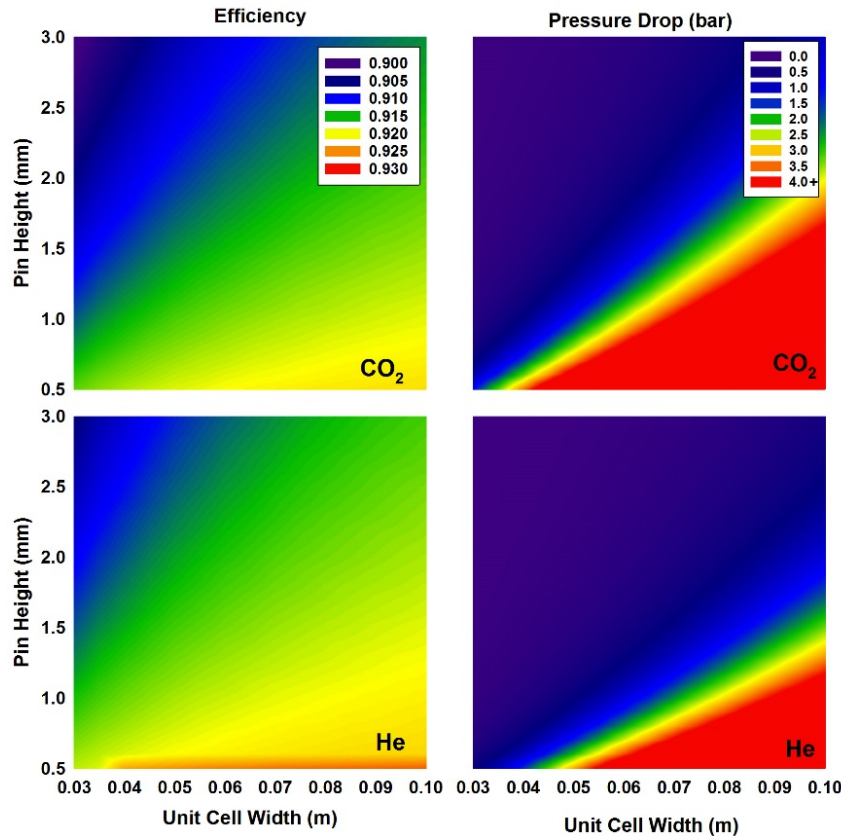 Efficiency
Pressure Drop (bar)
3.0
2.5
2.0
1.5
1.0
0.5
Pin Height (mm)
0.900
0.905
0.910
0.915
0.920
0.925
0.930
CO2
0.0
0.5
1.0
1.5
2.0
2.5
3.0
3.5
4.0+
CO2
3.0
2.5
2.0
1.5
1.0
0.5
Pin Height (mm)
He
He
0.03 0.04 0.05 0.06 0.07 0.08 0.09 0.10
0.03 0.04 0.05 0.06 0.07 0.08 0.09 0.10
Unit Cell Width (m)
Unit Cell Width (m)